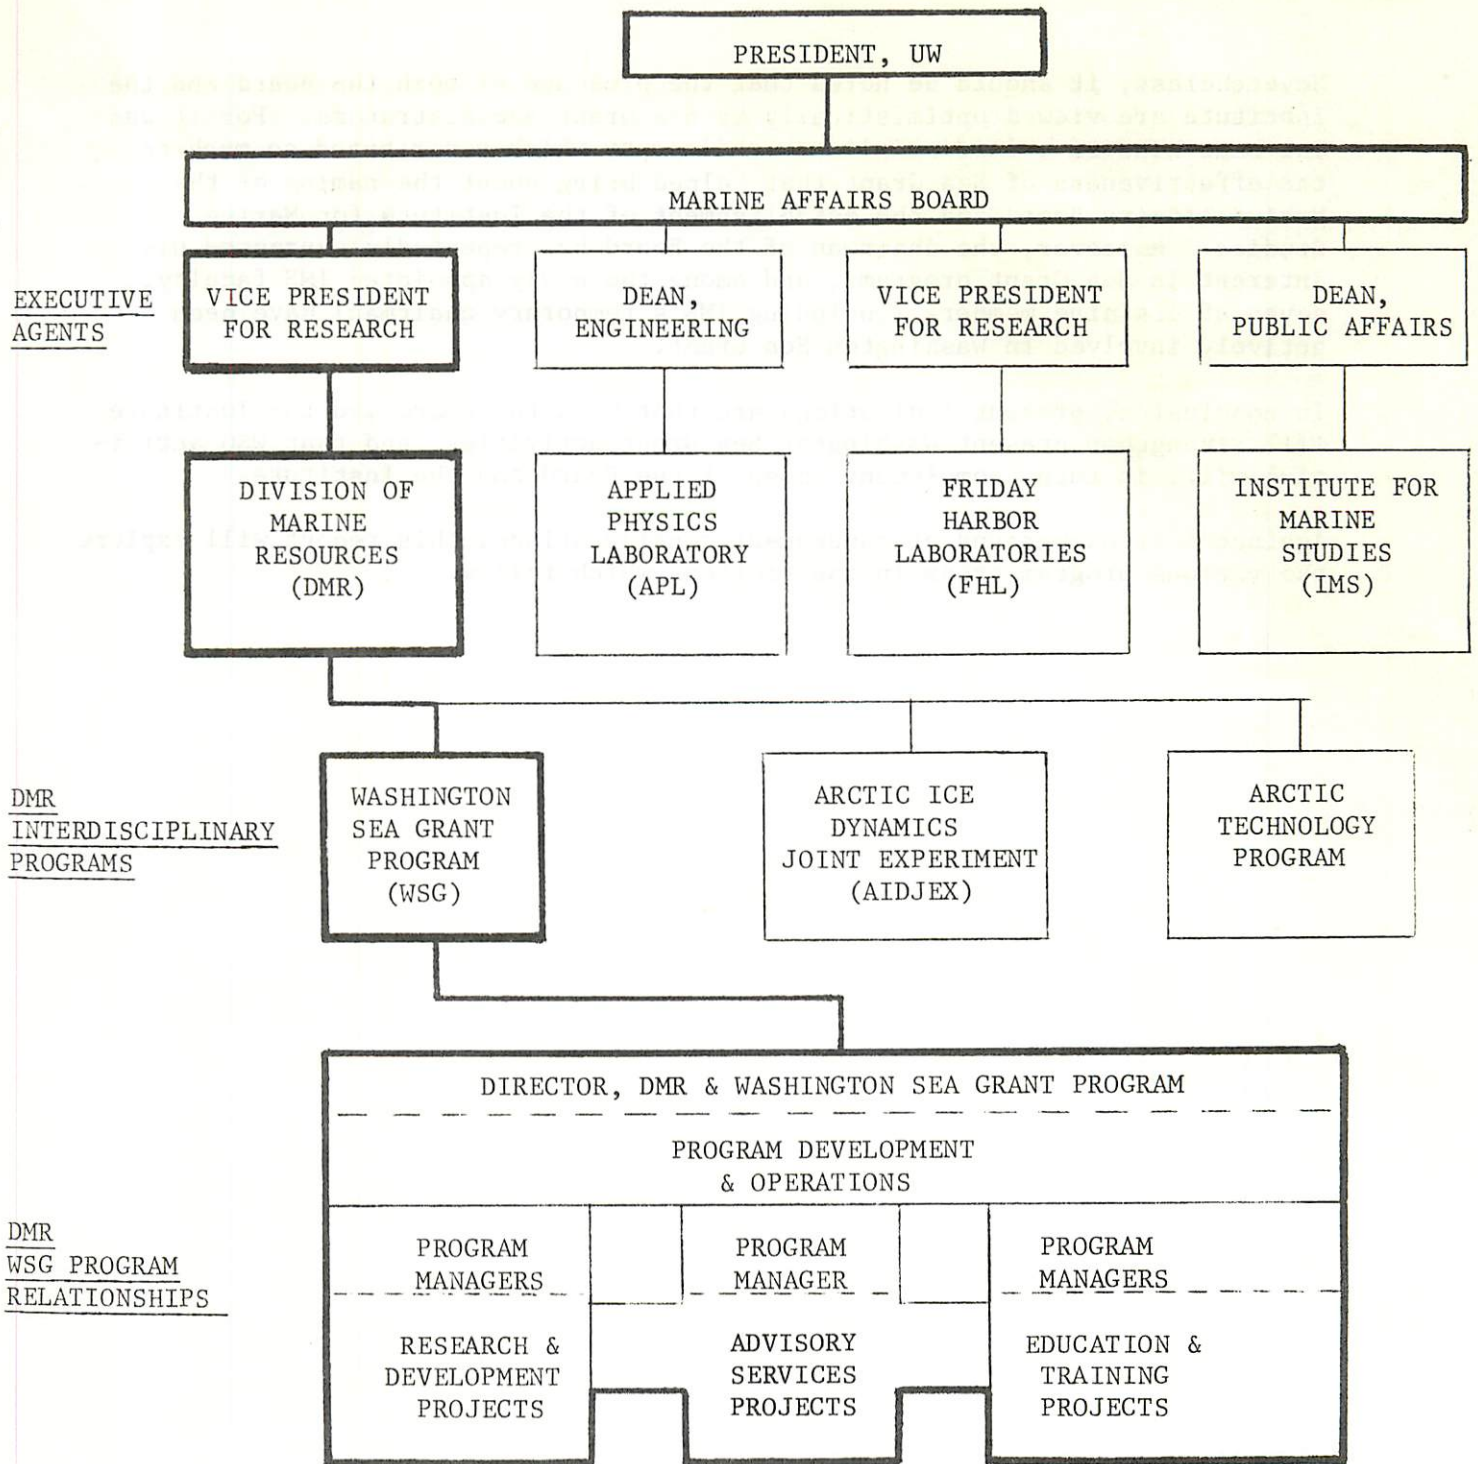 PRESIDENT, UW
MARINE AFFAIRS BOARD
EXECUTIVE
AGENTS
VICE PRESIDENT
FOR RESEARCH
DEAN,
ENGINEERING
VICE PRESIDENT
FOR RESEARCH
DEAN,
PUBLIC AFFAIRS
DIVISION OF
MARINE
RESOURCES
(DMR)
APPLIED
PHYSICS
LABORATORY
(APL)
FRIDAY
HARBOR
LABORATORIES
(FHL)
INSTITUTE FOR
MARINE
STUDIES
(IMS)
DMR
INTERDISCIPLINARY
PROGRAMS
WASHINGTON
SEA GRANT
PROGRAM
(WSG)
ARCTIC ICE
DYNAMICS
JOINT EXPERIMENT
(AIDJEX)
ARCTIC
TECHNOLOGY
PROGRAM
DIRECTOR, DMR & WASHINGTON SEA GRANT PROGRAM
PROGRAM DEVELOPMENT
& OPERATIONS
DMR
WSG PROGRAM
RELATIONSHIPS
PROGRAM
MANAGERS
PROGRAM
MANAGER
PROGRAM
MANAGERS
RESEARCH &
DEVELOPMENT
PROJECTS
ADVISORY
SERVICES
PROJECTS
EDUCATION &
TRAINING
PROJECTS